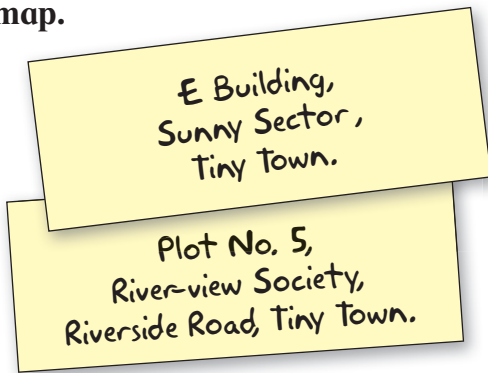 map.
E Building,
Sunny Sector,
Tiny Town.
Plot No. 5,
River-view Society,
Riverside Road, Tiny Town.